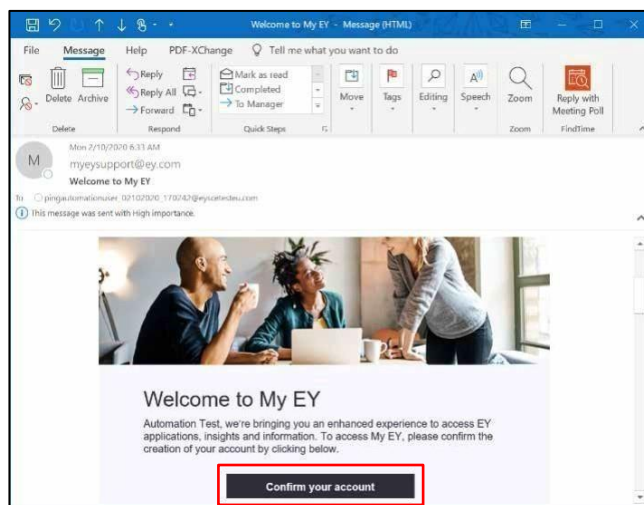 Welcome to My EY - Message (HTML)
File Message Help PDF-XChange Tell me what you want to do
Delete Archive
Reply
Reply All
Forward
Mark as read
Completed
To Manager
Move
Tags
Editing
Speech
Zoom
Reply with
Meeting Poll
Delete Respond Quick Steps Zoom FindTime
Mon 2/10/2020 6:33 AM
M
myeysupport@ey.com
Welcome to My EY
To
This message was sent with High importance.
Welcome to My EY
Automation Test, we're bringing you an enhanced experience to access EY
applications, insights and information. To access My EY, please confirm the
creation of your account by clicking below.
Confirm your account